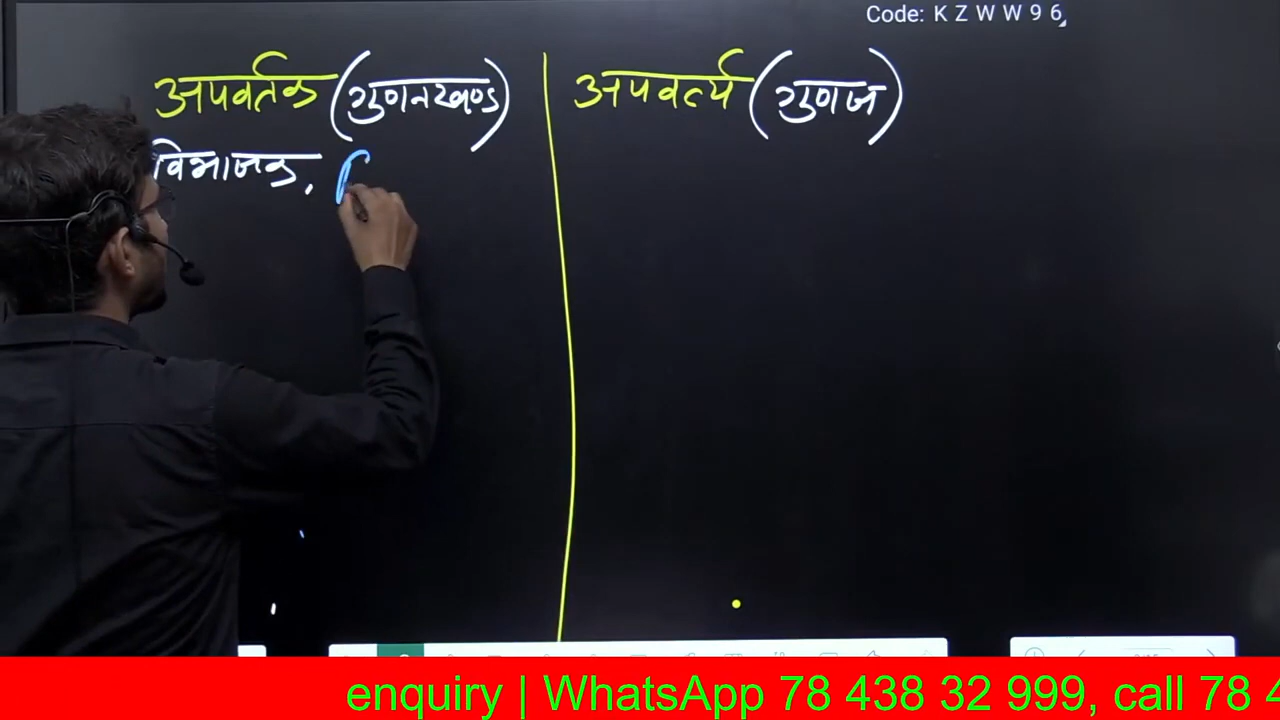 Code: K Z W W 9 6
अपवर्तक (गुणनखण्ड)
विभाजक,
अपवर्त्य (गुणज)
enquiry | WhatsApp 78 438 32 999, call 78 4